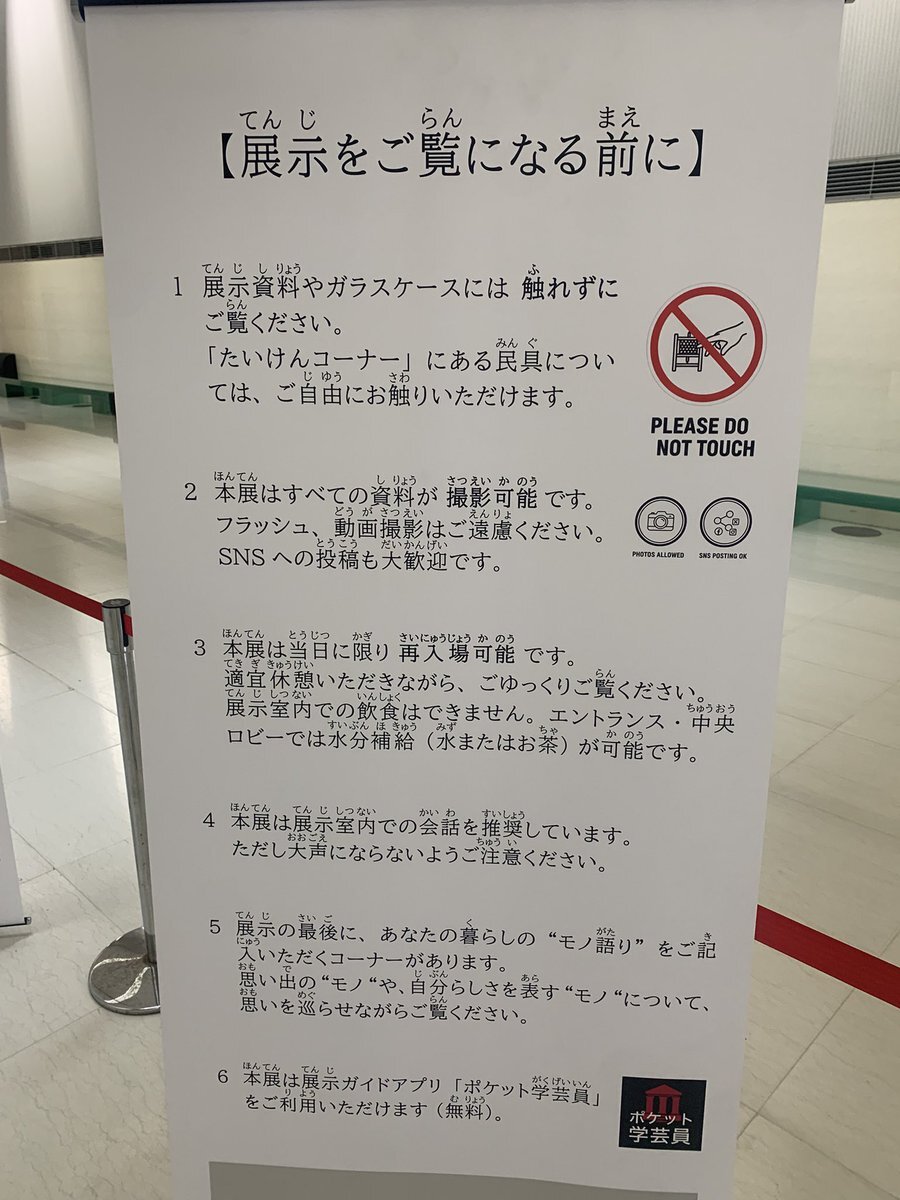 【展示をご覧になる前に】
1 展示資料やガラスケースには 触れずに
ご覧ください。
「たいけんコーナー」にある民具につい
ては、ご自由にお触りいただけます。
PLEASE DO
NOT TOUCH
2 本展はすべての資料が 撮影可能 です。
フラッシュ、動画撮影はご遠慮ください。
SNS への投稿も大歓迎です。
PHOTOS ALLOWED
SNS POSTING OK
3 本展は当日に限り 再入場可能 です。
適宜休憩いただきながら、ごゆっくりご覧ください。
展示室内での飲食はできません。エントランス・中央
ロビーでは水分補給（水またはお茶）が可能です。
4 本展は展示室内での会話を推奨しています。
ただし大声にならないようご注意ください。
5 展示の最後に、あなたの暮らしの “モノ語り” をご記
入いただくコーナーがあります。
思い出の “モノ“や、自分らしさを表す “モノ“について、
思いを巡らせながらご覧ください。
6 本展は展示ガイドアプリ「ポケット学芸員」
をご利用いただけます（無料）。
ポケット
学芸員